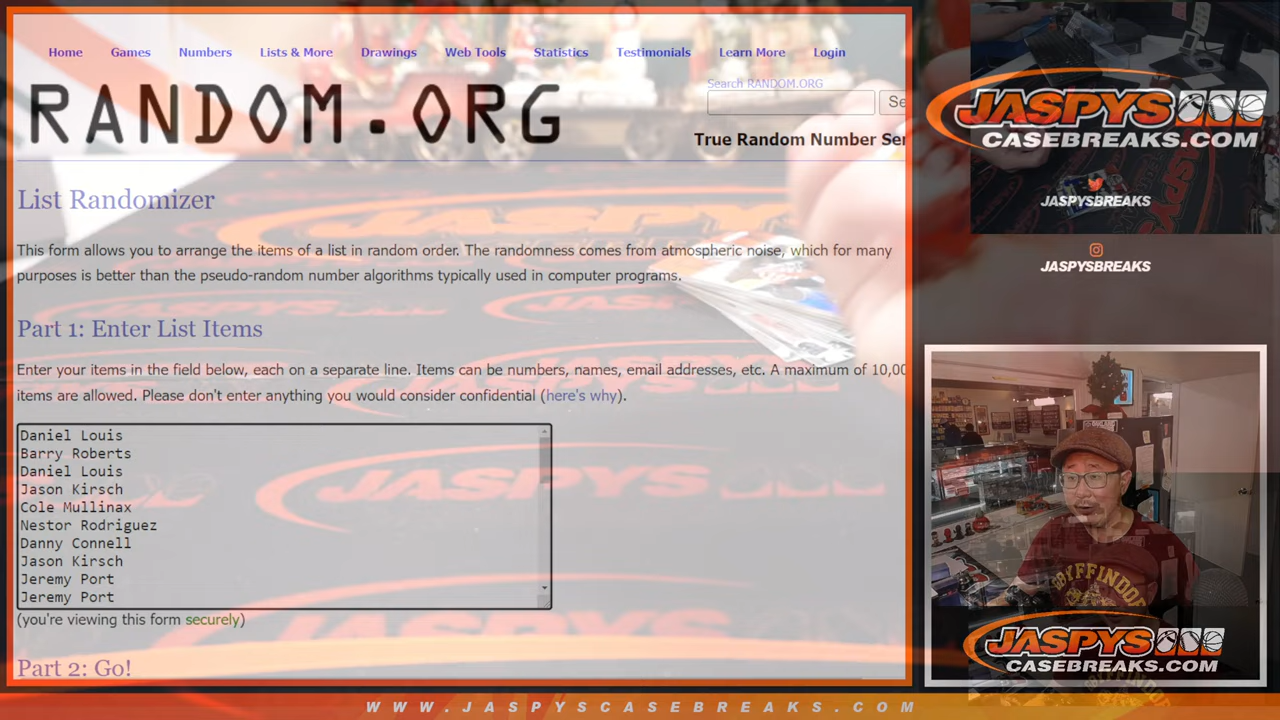 Home Games Numbers Lists & More Drawings Web Tools Statistics Testimonials Learn More Login
RANDOM.ORG
Search RANDOM.ORG
Se
True Random Number Ser
List Randomizer
This form allows you to arrange the items of a list in random order. The randomness comes from atmospheric noise, which for many
purposes is better than the pseudo-random number algorithms typically used in computer programs.
Part 1: Enter List Items
Enter your items in the field below, each on a separate line. Items can be numbers, names, email addresses, etc. A maximum of 10,00
items are allowed. Please don't enter anything you would consider confidential (here's why).
Daniel Louis
Barry Roberts
Daniel Louis
Jason Kirsch
Cole Mullinax
Nestor Rodriguez
Danny Connell
Jason Kirsch
Jeremy Port
Jeremy Port
(you're viewing this form securely)
Part 2: Go!
JASPYS
CASEBREAKS.COM
JASPYSBREAKS
JASPYSBREAKS
GRYFFINDOR
JASPYS
CASEBREAKS.COM
JASPYS
JASPYS
JASPYS
WWW.JASPYSCASEBREAKS.COM